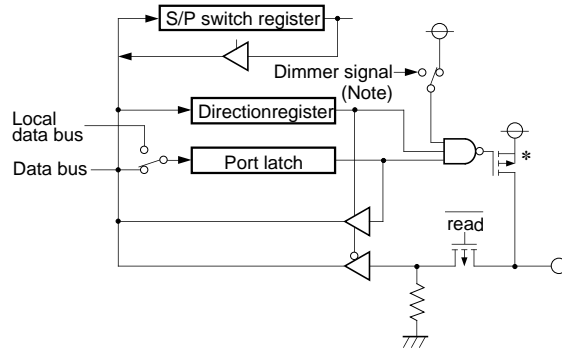 S/P switch register
Dimmer signal
(Note)
Directionregister
Local
data bus
Port latch
Data bus
*
read